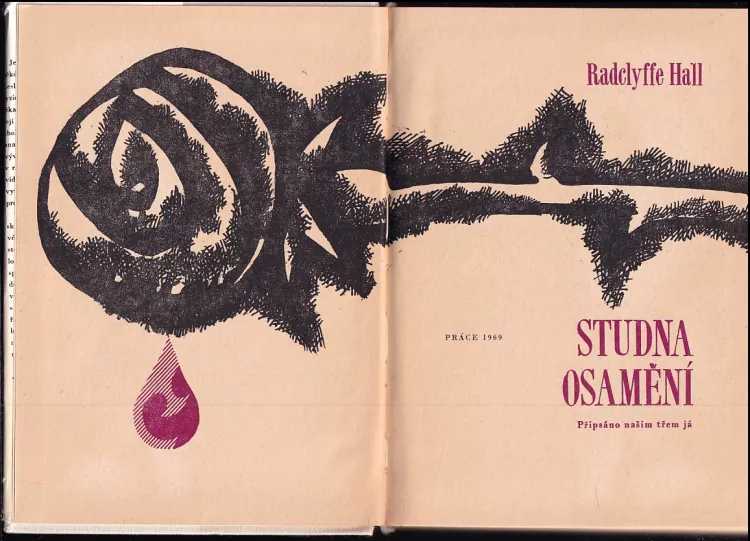 Radclyffe Hall
PRÁCE 1969
STUDNA
OSAMĚNÍ
Připsáno našim třem já